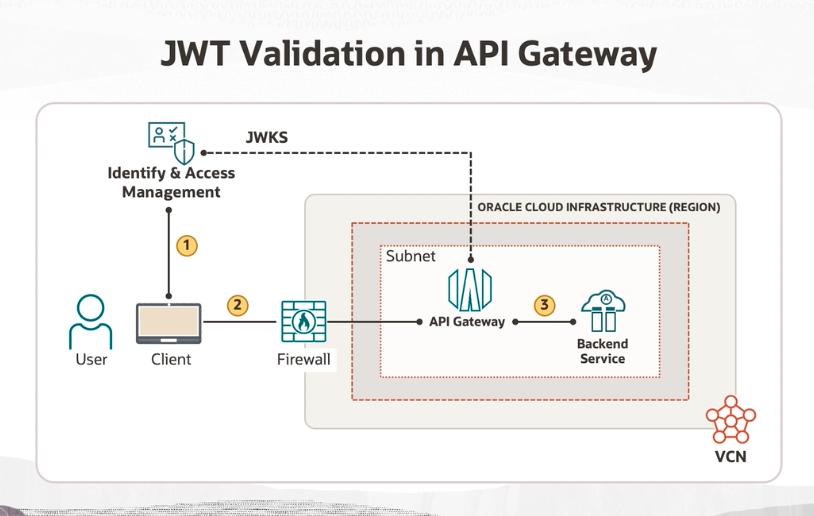 JWT Validation in API Gateway
JWKS
Identify & Access
Management
ORACLE CLOUD INFRASTRUCTURE (REGION)
1
Subnet
2
3
API Gateway
Backend
Service
User
Client
Firewall
VCN